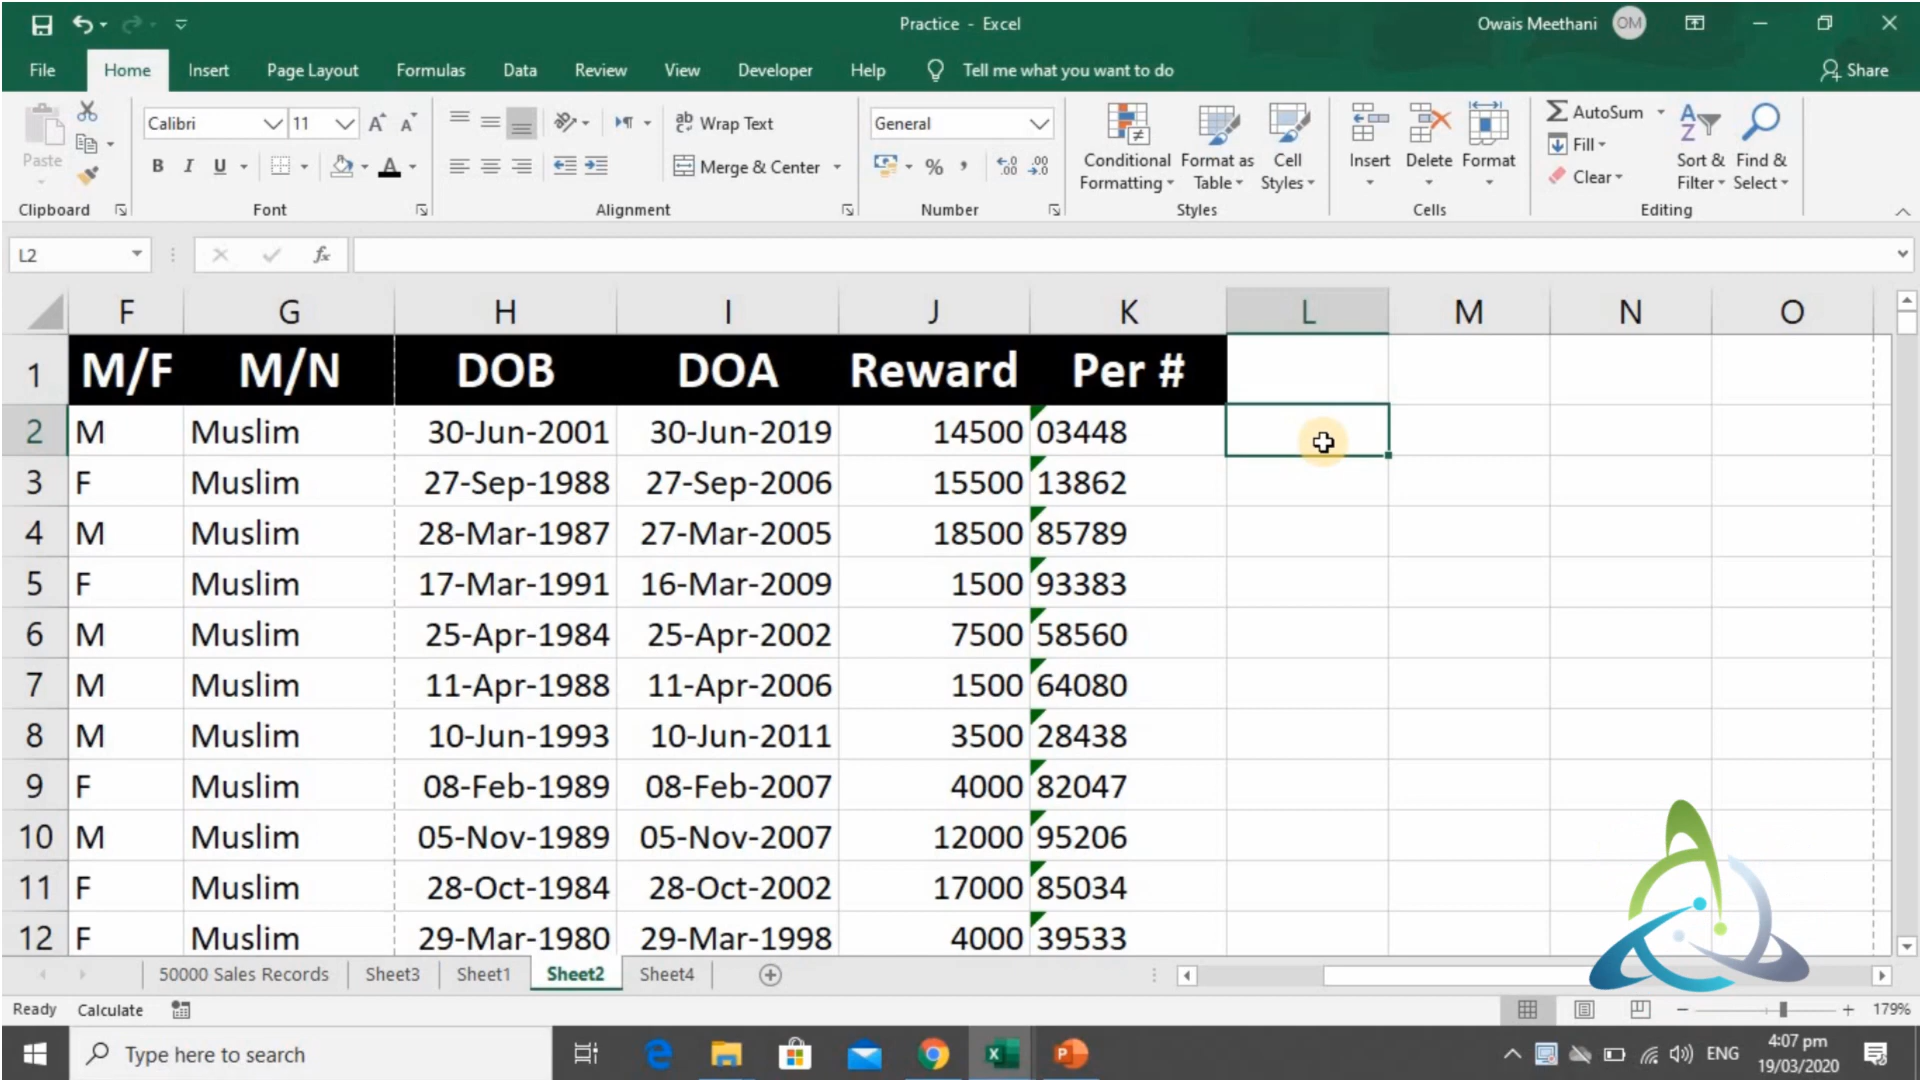 Practice - Excel
Owais Meethani OM
File Home Insert Page Layout Formulas Data Review View Developer Help Tell me what you want to do Share
Paste
Clipboard
Calibri 11
B I U
Font
Wrap Text
Merge & Center
Alignment
General
Number
Conditional Formatting
Format as Table
Cell Styles
Styles
Insert Delete Format
Cells
AutoSum
Fill
Clear
Sort & Filter
Find & Select
Editing
L2 fx
F G H I J K L M N O
1 M/F M/N DOB DOA Reward Per #
2 M Muslim 30-Jun-2001 30-Jun-2019 14500 03448
3 F Muslim 27-Sep-1988 27-Sep-2006 15500 13862
4 M Muslim 28-Mar-1987 27-Mar-2005 18500 85789
5 F Muslim 17-Mar-1991 16-Mar-2009 1500 93383
6 M Muslim 25-Apr-1984 25-Apr-2002 7500 58560
7 M Muslim 11-Apr-1988 11-Apr-2006 1500 64080
8 M Muslim 10-Jun-1993 10-Jun-2011 3500 28438
9 F Muslim 08-Feb-1989 08-Feb-2007 4000 82047
10 M Muslim 05-Nov-1989 05-Nov-2007 12000 95206
11 F Muslim 28-Oct-1984 28-Oct-2002 17000 85034
12 F Muslim 29-Mar-1980 29-Mar-1998 4000 39533
50000 Sales Records Sheet3 Sheet1 Sheet2 Sheet4
Ready Calculate 179%
Type here to search
ENG
4:07 pm
19/03/2020